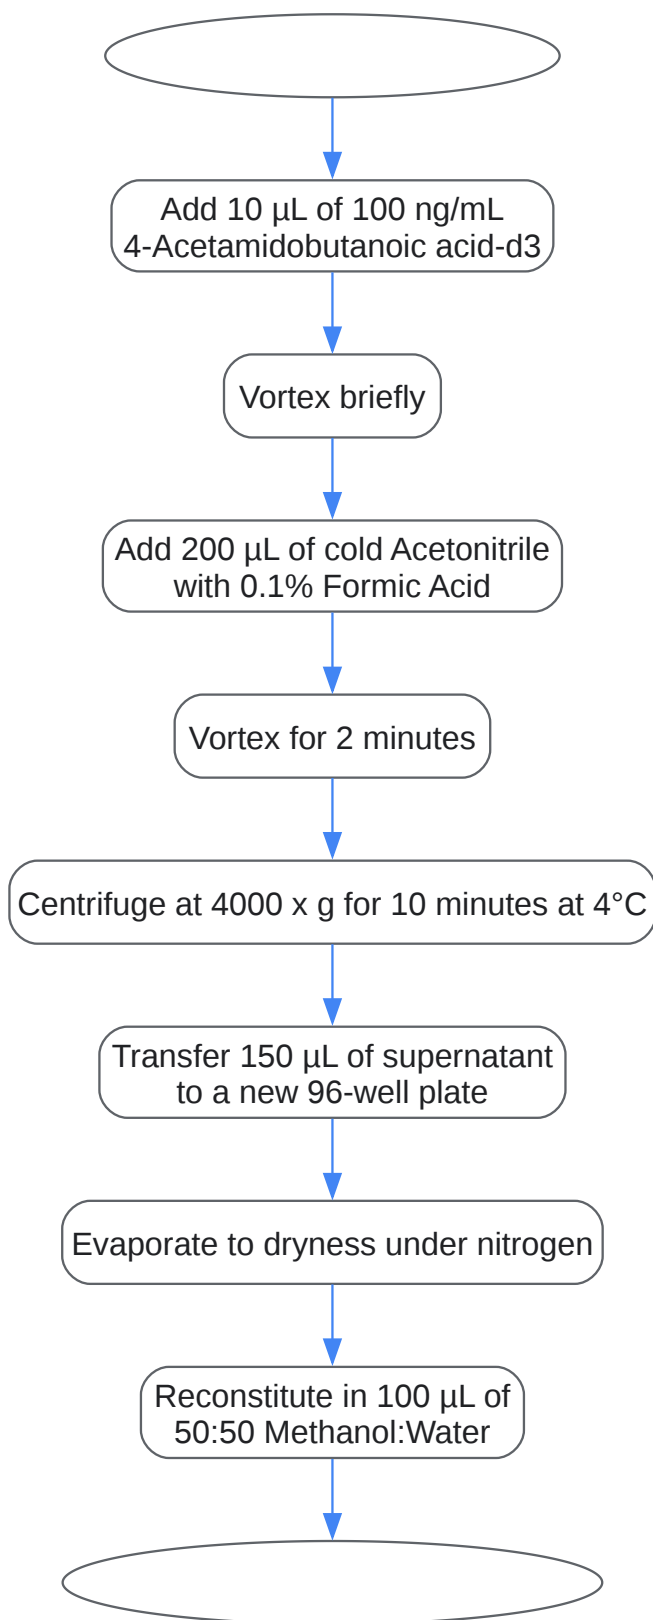 Add 10 µL of 100 ng/mL
4-Acetamidobutanoic acid-d3
Vortex briefly
Add 200 µL of cold Acetonitrile
with 0.1% Formic Acid
Vortex for 2 minutes
Centrifuge at 4000 x g for 10 minutes at 4°C
Transfer 150 µL of supernatant
to a new 96-well plate
Evaporate to dryness under nitrogen
Reconstitute in 100 µL of
50:50 Methanol:Water